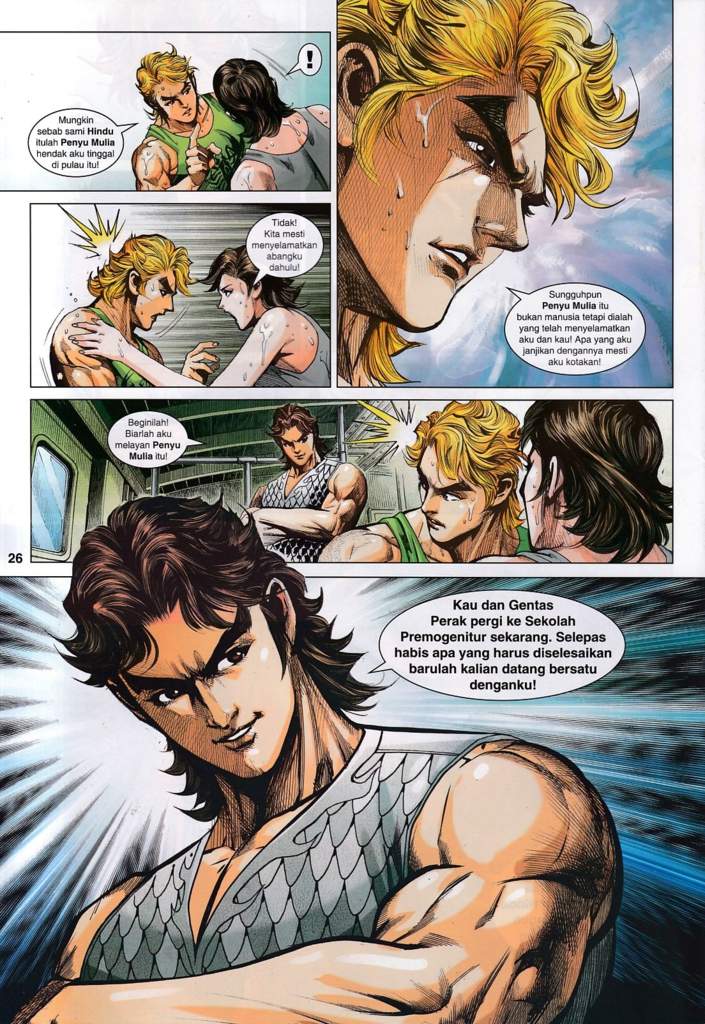 !
Mungkin
sebab sami Hindu
itulah Penyu Mulia
hendak aku tinggal
di pulau itu!
Tidak!
Kita mesti
menyelamatkan
abangku
dahulu!
Sungguhpun
Penyu Mulia itu
bukan manusia tetapi dialah
yang telah menyelamatkan
aku dan kau! Apa yang aku
janjikan dengannya mesti
aku kotakan!
Beginilah!
Biarlah aku
melayan Penyu
Mulia itu!
26
Kau dan Gentas
Perak pergi ke Sekolah
Premogenitur sekarang. Selepas
habis apa yang harus diselesaikan
barulah kalian datang bersatu
denganku!